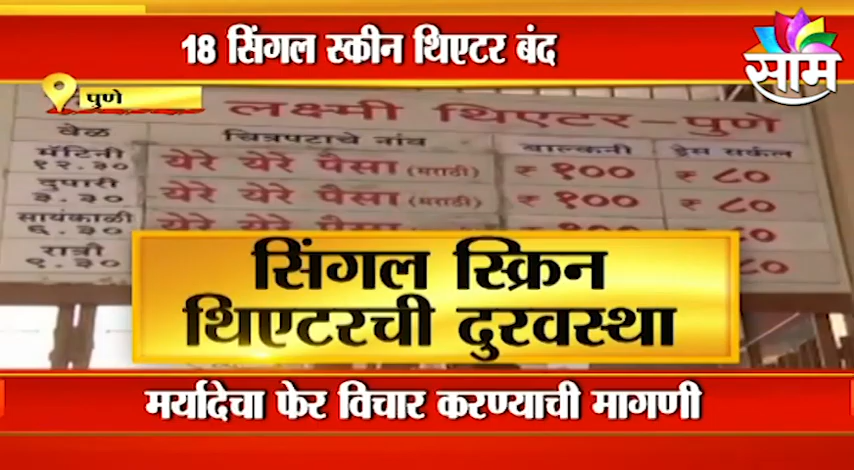 18 सिंगल स्कीन थिएटर बंद
साम
पुणे
लक्ष्मी थिएटर-पुणे
वेळ चित्रपटाचे नांव बाल्कनी ड्रेस सर्कल
मॅटिनी
१२.३० येरे येरे पैसा (मराठी) ₹ १०० ₹ ८०
दुपारी
३.३० येरे येरे पैसा (मराठी) ₹ १०० ₹ ८०
सायंकाळी
६.३० येरे येरे पैसा
रात्री
९.३०
सिंगल स्क्रिन
थिएटरची दुरवस्था
मर्यादेचा फेर विचार करण्याची मागणी